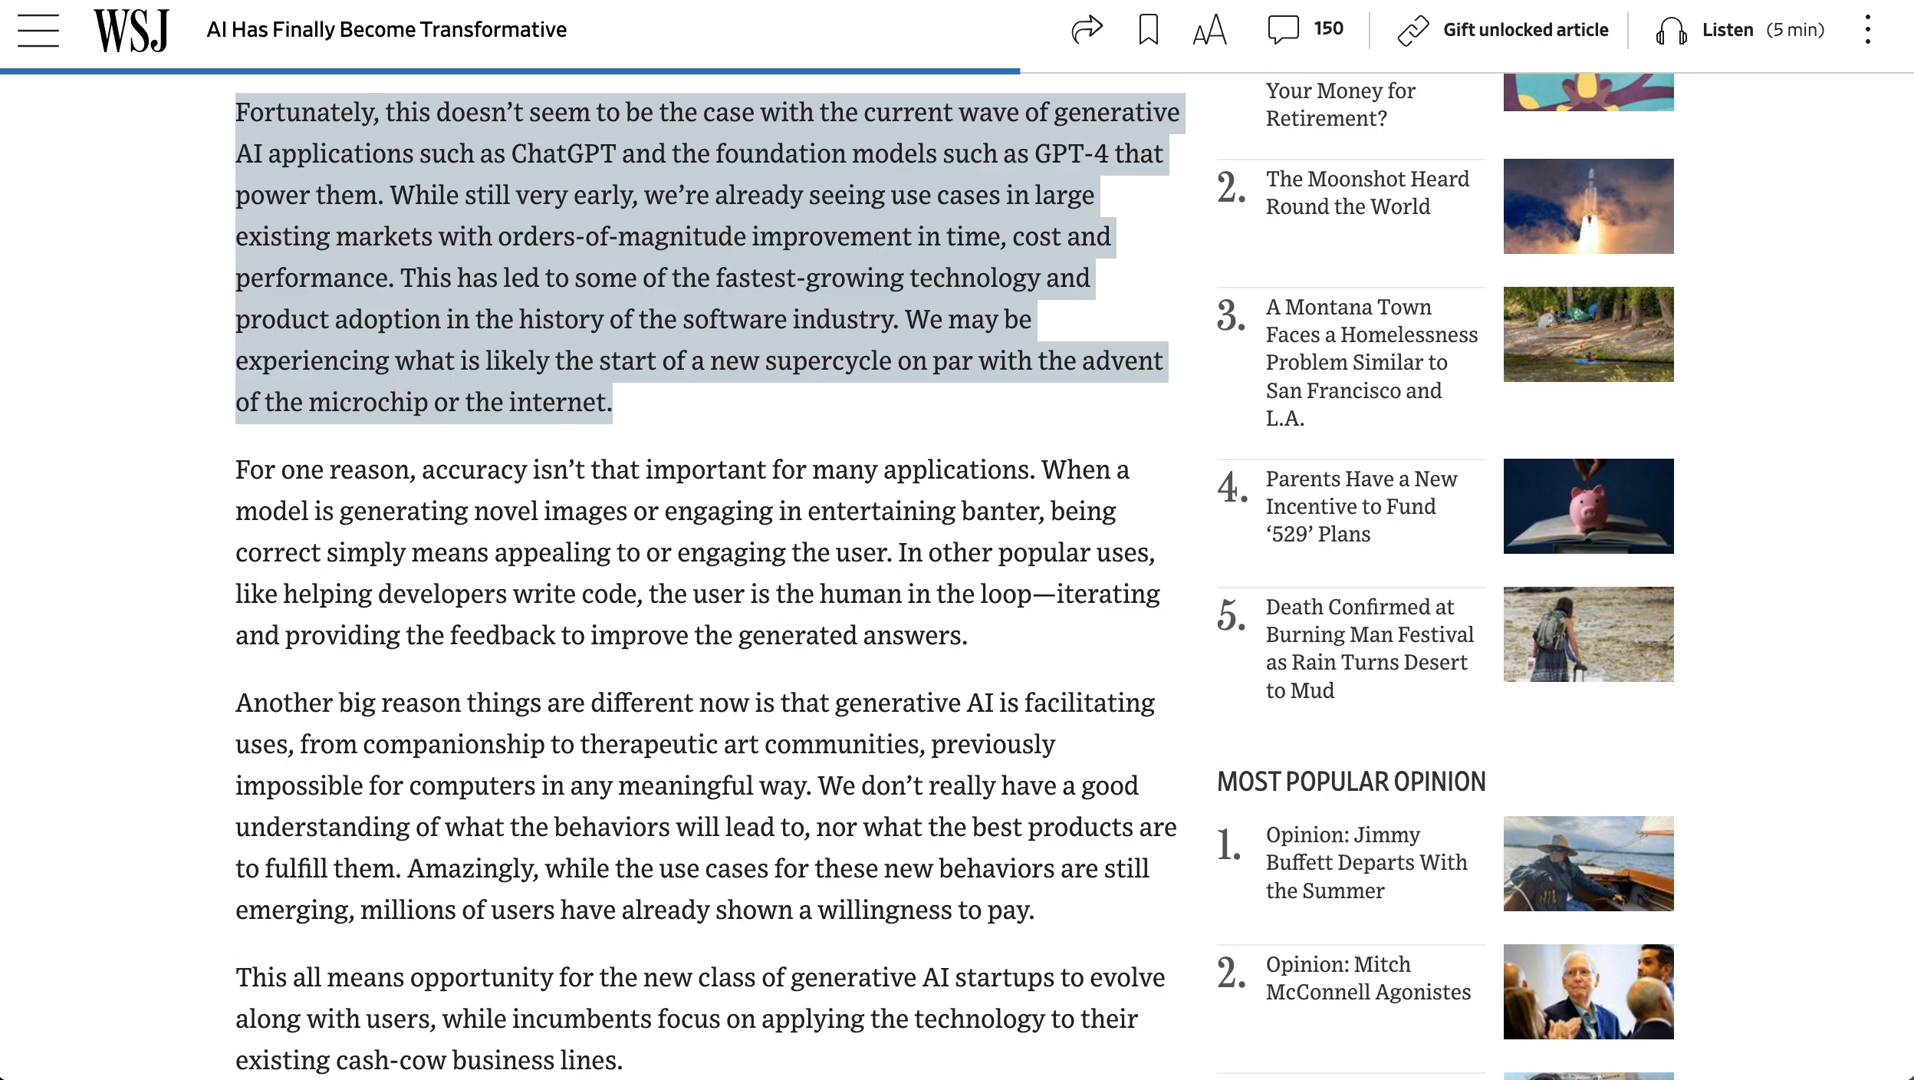 WSJ
AI Has Finally Become Transformative
150
Gift unlocked article
Listen (5 min)
Fortunately, this doesn’t seem to be the case with the current wave of generative
AI applications such as ChatGPT and the foundation models such as GPT-4 that
power them. While still very early, we’re already seeing use cases in large
existing markets with orders-of-magnitude improvement in time, cost and
performance. This has led to some of the fastest-growing technology and
product adoption in the history of the software industry. We may be
experiencing what is likely the start of a new supercycle on par with the advent
of the microchip or the internet.
For one reason, accuracy isn’t that important for many applications. When a
model is generating novel images or engaging in entertaining banter, being
correct simply means appealing to or engaging the user. In other popular uses,
like helping developers write code, the user is the human in the loop—iterating
and providing the feedback to improve the generated answers.
Another big reason things are different now is that generative AI is facilitating
uses, from companionship to therapeutic art communities, previously
impossible for computers in any meaningful way. We don’t really have a good
understanding of what the behaviors will lead to, nor what the best products are
to fulfill them. Amazingly, while the use cases for these new behaviors are still
emerging, millions of users have already shown a willingness to pay.
This all means opportunity for the new class of generative AI startups to evolve
along with users, while incumbents focus on applying the technology to their
existing cash-cow business lines.
Your Money for
Retirement?
2.
The Moonshot Heard
Round the World
3.
A Montana Town
Faces a Homelessness
Problem Similar to
San Francisco and
L.A.
4.
Parents Have a New
Incentive to Fund
‘529’ Plans
5.
Death Confirmed at
Burning Man Festival
as Rain Turns Desert
to Mud
MOST POPULAR OPINION
1.
Opinion: Jimmy
Buffett Departs With
the Summer
2.
Opinion: Mitch
McConnell Agonistes